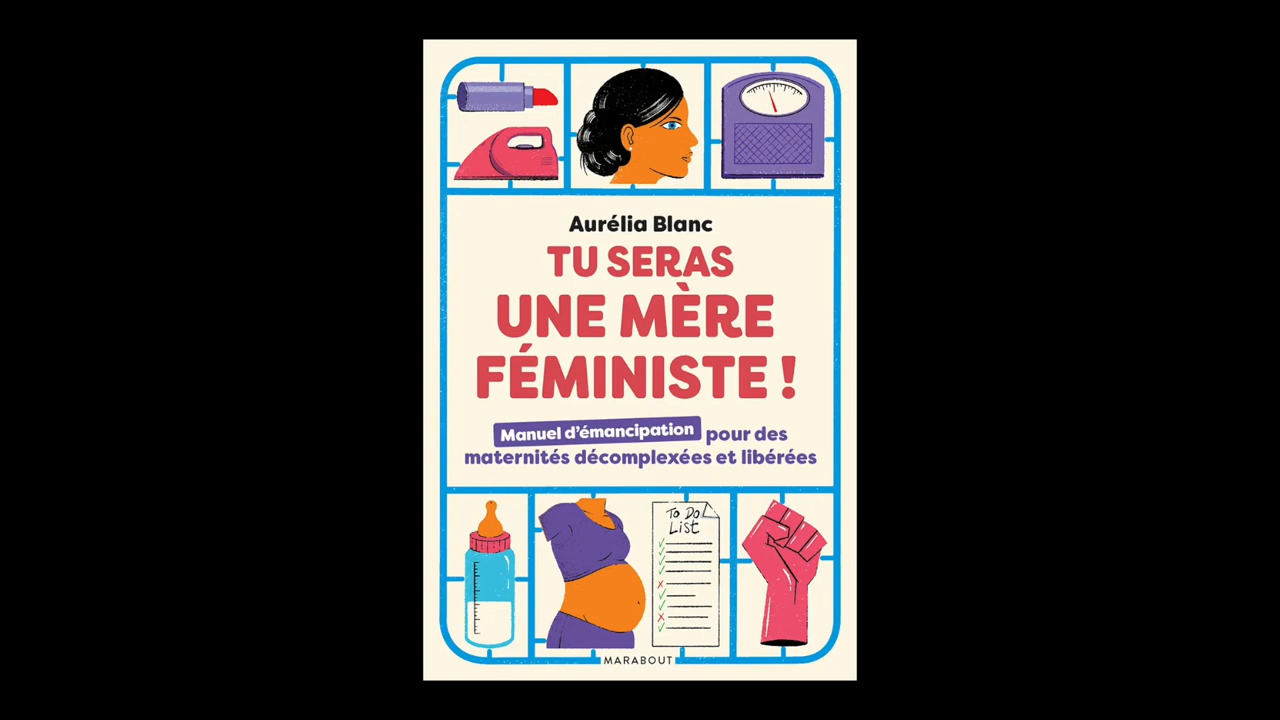 Aurélia Blanc
TU SERAS
UNE MÈRE
FÉMINISTE !
Manuel d'émancipation pour des
maternités décomplexées et libérées
To Do
List
MARABOUT